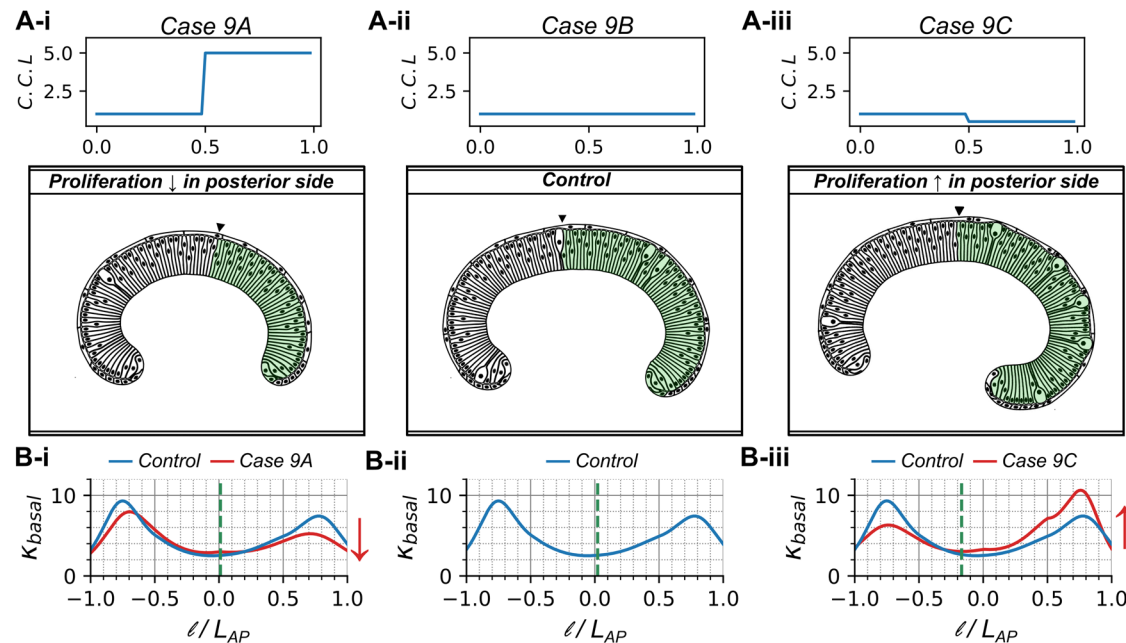 A-i
Case 9A
A-ii
Case 9B
A-iii
Case 9C
C.C.L
5.0
2.5
0.0
0.5
1.0
C.C.L
5.0
2.5
0.0
0.5
1.0
C.C.L
5.0
2.5
0.0
0.5
1.0
Proliferation ↓ in posterior side
Control
Proliferation ↑ in posterior side
B-i
Control
Case 9A
B-ii
Control
B-iii
Control
Case 9C
κbasal
10
0
−1.0
−0.5
0.0
0.5
1.0
ℓ / LAP
κbasal
10
0
−1.0
−0.5
0.0
0.5
1.0
ℓ / LAP
κbasal
10
0
−1.0
−0.5
0.0
0.5
1.0
ℓ / LAP